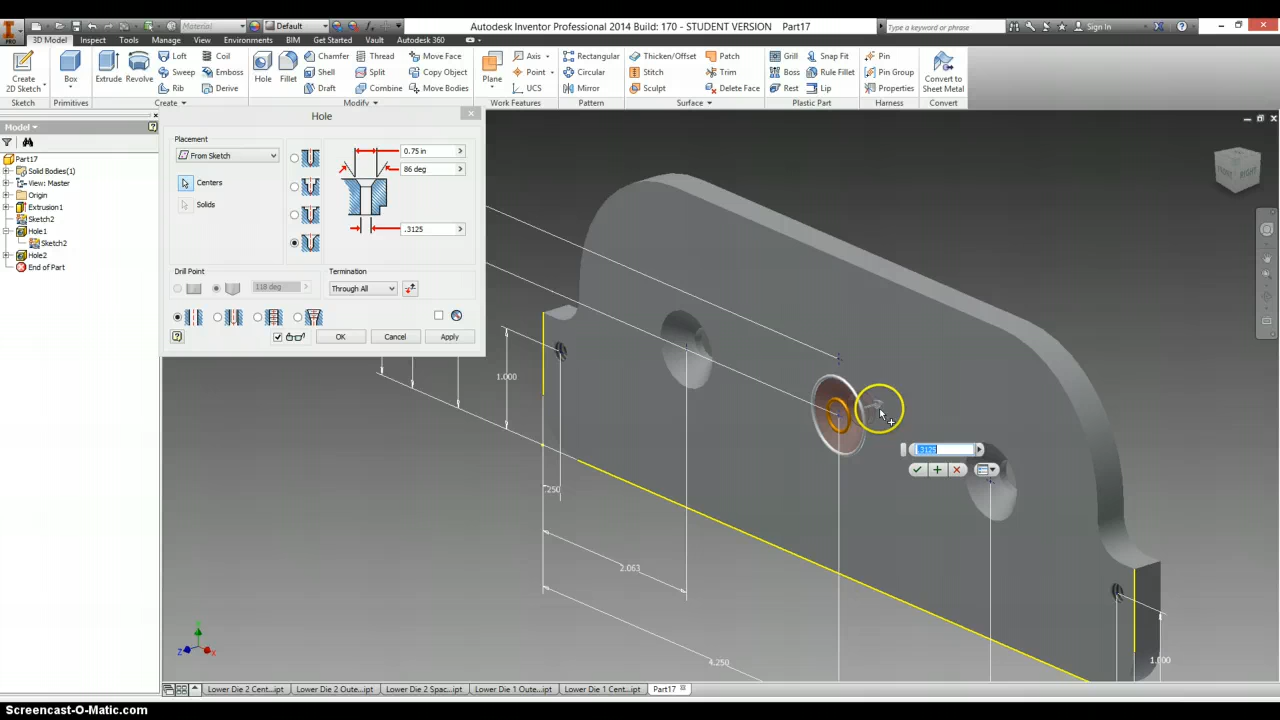 Material
Default
Autodesk Inventor Professional 2014 Build: 170 - STUDENT VERSION Part17
Type a keyword or phrase
Sign In
PRO
3D Model Inspect Tools Manage View Environments BIM Get Started Vault Autodesk 360
Create
2D Sketch
Sketch
Box
Primitives
Extrude
Revolve
Loft
Sweep
Rib
Coil
Emboss
Derive
Create
Hole
Fillet
Chamfer
Shell
Draft
Thread
Split
Combine
Move Face
Copy Object
Move Bodies
Modify
Plane
Axis
Point
UCS
Work Features
Rectangular
Circular
Mirror
Pattern
Thicken/Offset
Stitch
Sculpt
Patch
Trim
Delete Face
Surface
Grill
Boss
Rest
Snap Fit
Rule Fillet
Lip
Plastic Part
Pin
Pin Group
Harness
Convert to
Sheet Metal
Convert
Model
Part17
Solid Bodies(1)
View: Master
Origin
Extrusion1
Sketch2
Hole1
Sketch2
Hole2
End of Part
Hole
Placement
From Sketch
Centers
Solids
0.75 in
86 deg
.3125
Drill Point
118 deg
Termination
Through All
OK
Cancel
Apply
FRONT
RIGHT
1.000
.250
2.063
4.250
1.000
.3125
Z
Y
X
Lower Die 2 Cent...ipt
Lower Die 2 Oute...ipt
Lower Die 2 Spac...ipt
Lower Die 1 Oute...ipt
Lower Die 1 Cent...ipt
Part17
Screencast-O-Matic.com